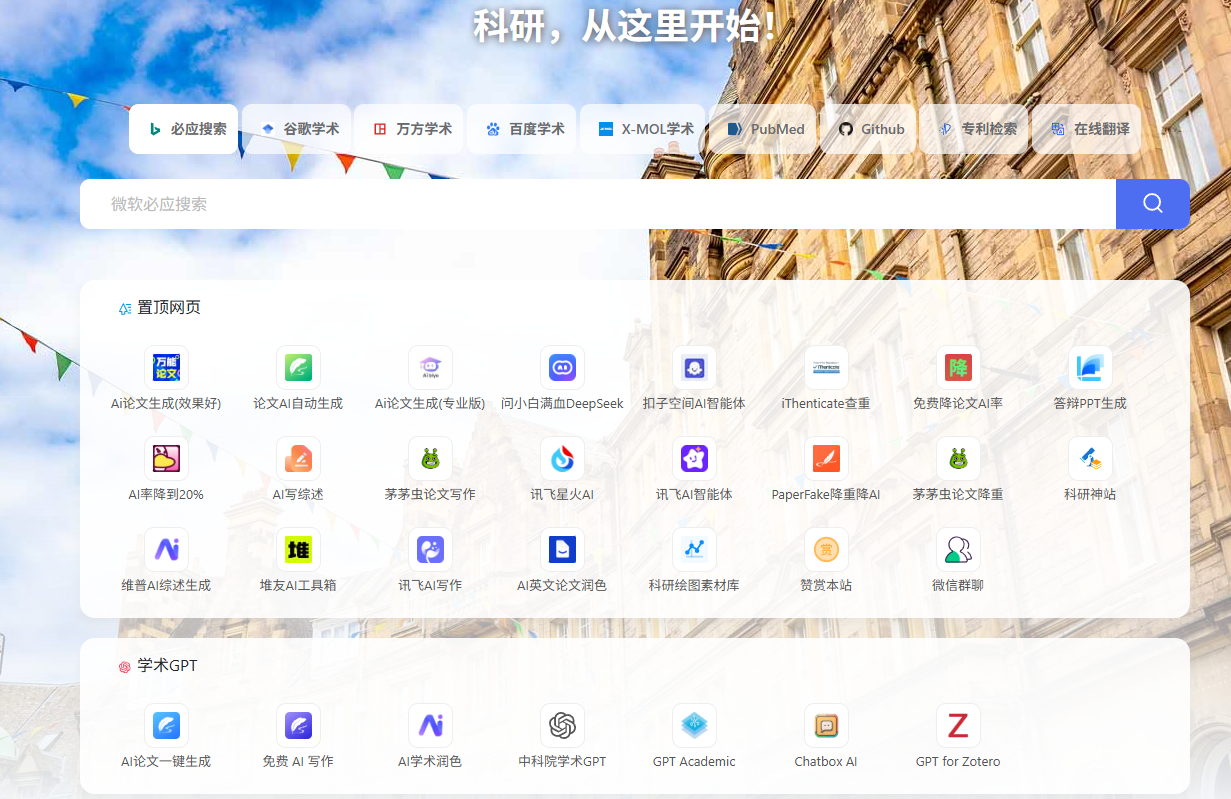 科研，从这里开始！
必应搜索 谷歌学术 万方学术 百度学术 X-MOL学术 PubMed Github 专利检索 在线翻译
微软必应搜索
置顶网页
万能
论文
Aibiye
iThenticate
降
Ai论文生成(效果好) 论文AI自动生成 Ai论文生成(专业版) 问小白满血DeepSeek 扣子空间AI智能体 iThenticate查重 免费降论文AI率 答辩PPT生成
AI率降到20% AI写综述 茅茅虫论文写作 讯飞星火AI 讯飞AI智能体 PaperFake降重降AI 茅茅虫论文降重 科研神站
Ai 堆 赏
维普AI综述生成 堆友AI工具箱 讯飞AI写作 AI英文论文润色 科研绘图素材库 赞赏本站 微信群聊
学术GPT
Ai Z
AI论文一键生成 免费 AI 写作 AI学术润色 中科院学术GPT GPT Academic Chatbox AI GPT for Zotero